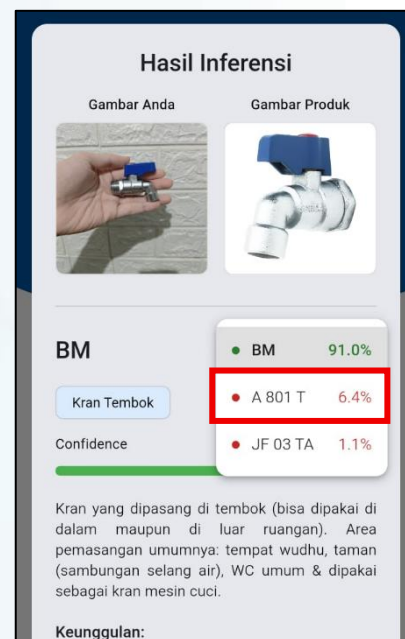 Hasil Inferensi
Gambar Anda
Gambar Produk
BM
BM 91.0%
Kran Tembok
A 801 T 6.4%
Confidence
JF 03 TA 1.1%
Kran yang dipasang di tembok (bisa dipakai di
dalam maupun di luar ruangan). Area
pemasangan umumnya: tempat wudhu, taman
(sambungan selang air), WC umum & dipakai
sebagai kran mesin cuci.
Keunggulan: